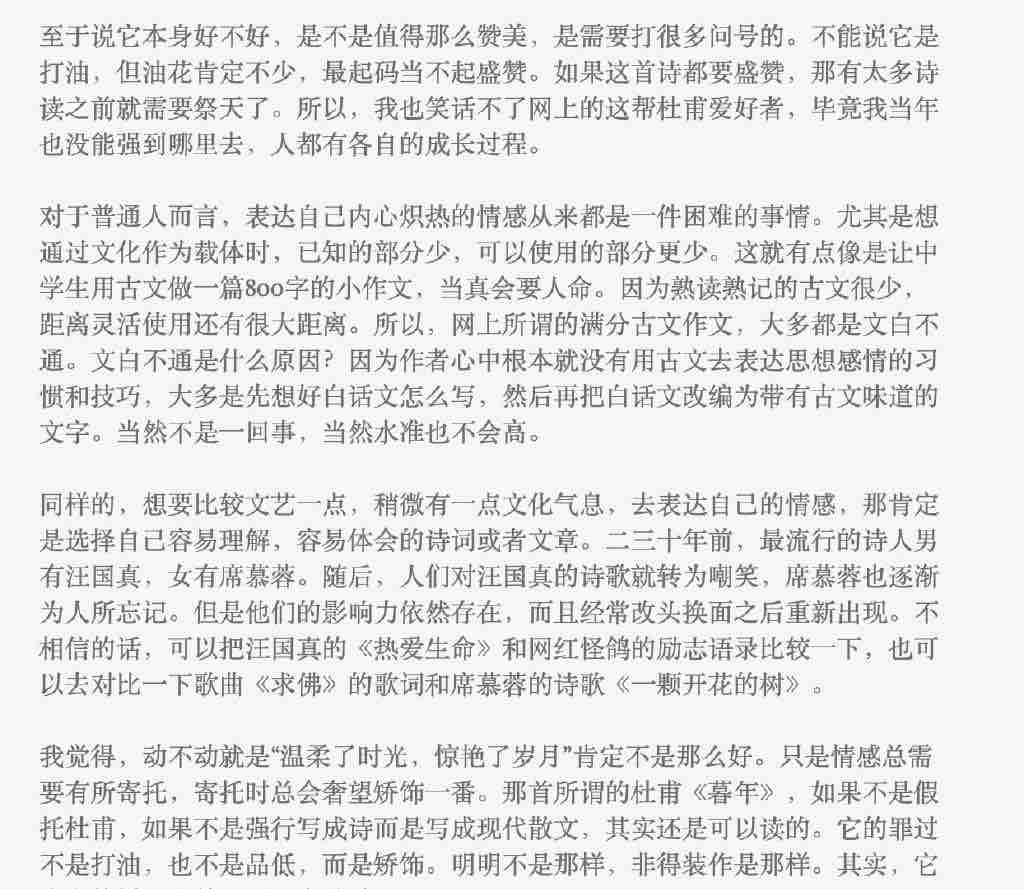 至于说它本身好不好，是不是值得那么赞美，是需要打很多问号的。不能说它是
打油，但油花肯定不少，最起码当不起盛赞。如果这首诗都要盛赞，那有太多诗
读之前就需要祭天了。所以，我也笑话不了网上的这帮杜甫爱好者，毕竟我当年
也没能强到哪里去，人都有各自的成长过程。
对于普通人而言，表达自己内心炽热的情感从来都是一件困难的事情。尤其是想
通过文化作为载体时，已知的部分少，可以使用的部分更少。这就有点像是让中
学生用古文做一篇800字的小作文，当真会要人命。因为熟读熟记的古文很少，
距离灵活使用还有很大距离。所以，网上所谓的满分古文作文，大多都是文白不
通。文白不通是什么原因？因为作者心中根本就没有用古文去表达思想感情的习
惯和技巧，大多是先想好白话文怎么写，然后再把白话文改编为带有古文味道的
文字。当然不是一回事，当然水准也不会高。
同样的，想要比较文艺一点，稍微有一点文化气息，去表达自己的情感，那肯定
是选择自己容易理解，容易体会的诗词或者文章。二三十年前，最流行的诗人男
有汪国真，女有席慕蓉。随后，人们对汪国真的诗歌就转为嘲笑，席慕蓉也逐渐
为人所忘记。但是他们的影响力依然存在，而且经常改头换面之后重新出现。不
相信的话，可以把汪国真的《热爱生命》和网红怪鸽的励志语录比较一下，也可
以去对比一下歌曲《求佛》的歌词和席慕蓉的诗歌《一颗开花的树》。
我觉得，动不动就是“温柔了时光，惊艳了岁月”肯定不是那么好。只是情感总需
要有所寄托，寄托时总会奢望矫饰一番。那首所谓的杜甫《暮年》，如果不是假
托杜甫，如果不是强行写成诗而是写成现代散文，其实还是可以读的。它的罪过
不是打油，也不是品低，而是矫饰。明明不是那样，非得装作是那样。其实，它